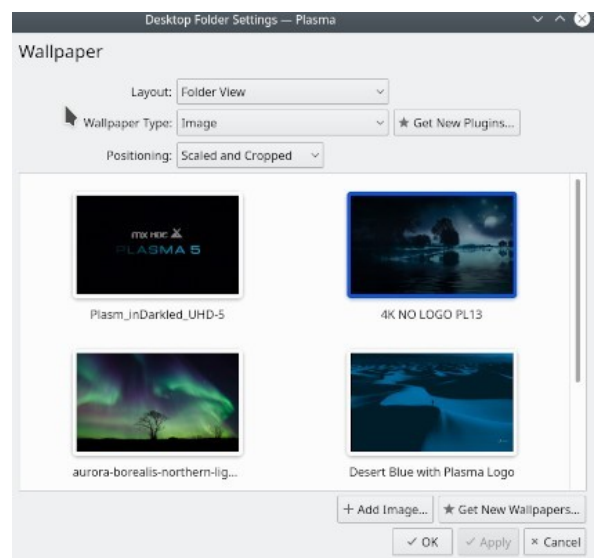 Desktop Folder Settings — Plasma
Wallpaper
Layout: Folder View
Wallpaper Type: Image ★ Get New Plugins...
Positioning: Scaled and Cropped
PLASMA 5
Plasm_inDarkled_UHD-5 4K NO LOGO PL13
aurora-borealis-northern-lig... Desert Blue with Plasma Logo
+ Add Image... ★ Get New Wallpapers...
✓ OK ✓ Apply × Cancel